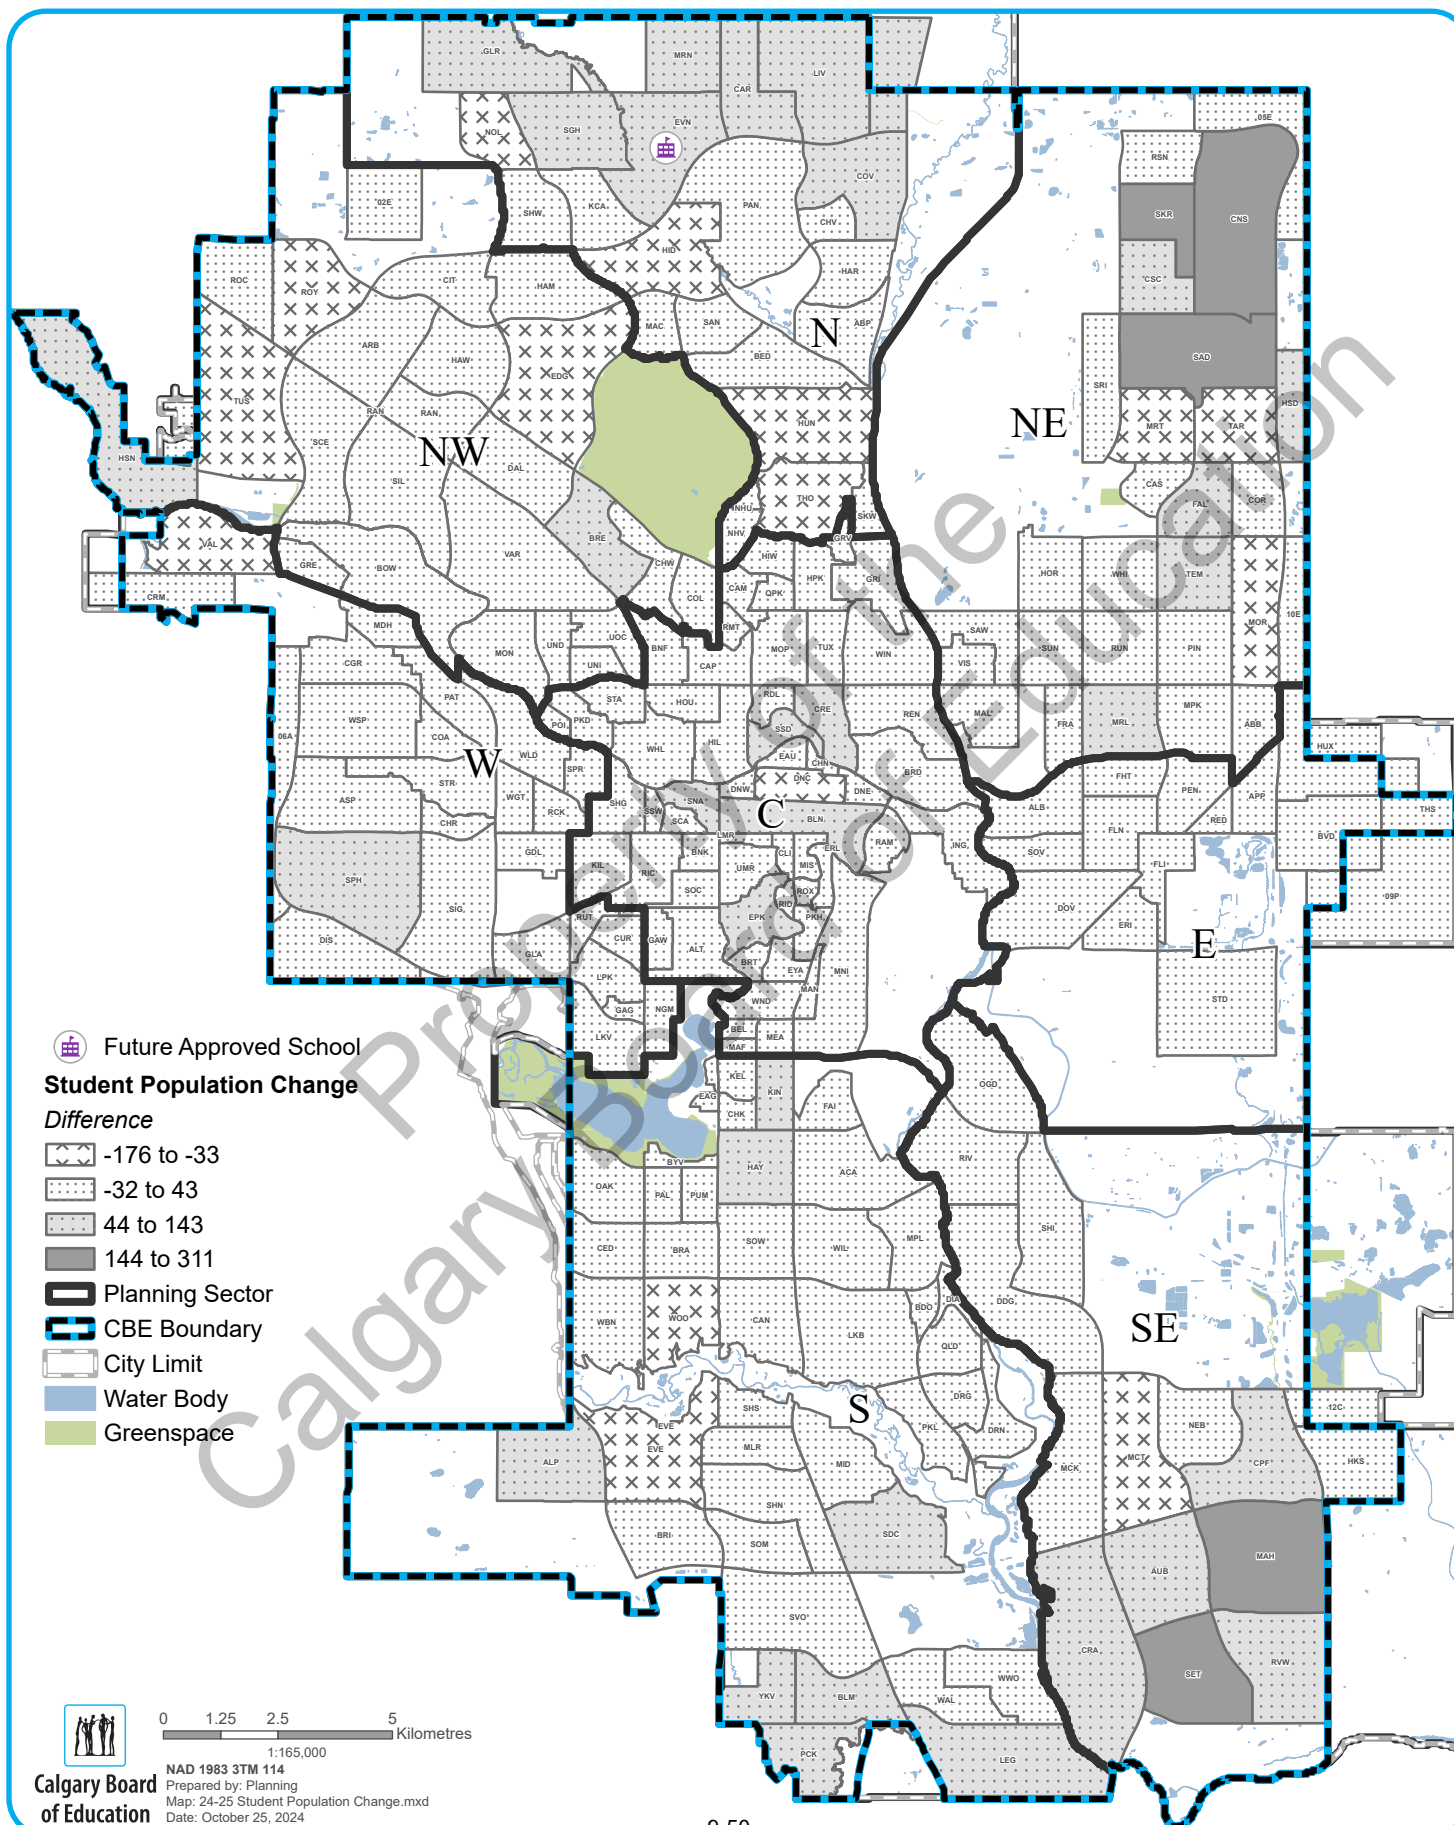 GLR
MRN
LIV
CAR
NOL
SGH
EVN
05E
RSN
COV
02E
SHW
KCA
PAN
CHV
SKR
CNS
ROC
ROY
CIT
HAM
HID
HAR
CSC
MAC
SAN
ABP
N
BED
SAD
ARB
HAW
EDG
SRI
TUS
RAN
RAN
HUN
NE
MRT
TAR
HSD
SCE
NW
DAL
HSN
SIL
THO
CAS
FAL
COR
NHU
SKW
VAL
VAR
BRE
NHV
GRV
GRE
BOW
CHW
HIW
HPK
GRI
HOR
WHI
TEM
CRM
COL
CAM
QPK
10E
MDH
RMT
MOR
MON
UND
UOC
UNI
BNF
CAP
MOP
TUX
WIN
SAW
VIS
SUN
RUN
PIN
CGR
PAT
STA
HOU
RDL
CRE
REN
MAL
FRA
MRL
MPK
ABB
06A
WSP
COA
W
WLD
POI
PKD
WHL
HIL
SSD
EAU
CHN
HUX
SPR
DNW
DNC
DNE
BRD
FHT
PEN
APP
ASP
STR
WGT
RCK
SHG
SSW
SNA
SCA
C
BLN
ALB
THS
CHR
LMR
FLN
RED
BVD
GDL
KIL
RIC
BNK
UMR
CLI
MIS
ERL
RAM
ING
SOV
FLI
SPH
SIG
SOC
ROX
RID
09P
RUT
EPK
PKH
DOV
ERI
DIS
GLA
CUR
GAW
ALT
BRT
EYA
MNI
E
LPK
MAN
GAG
NGM
WND
STD
LKV
BEL
MEA
MAF
KEL
EAG
CHK
KIN
FAI
OGD
BYV
HAY
ACA
RIV
OAK
PAL
PUM
CED
BRA
SOW
WIL
MPL
SHI
DIA
BDO
DDG
WBN
WOO
CAN
LKB
QLD
SE
SHS
S
DRG
EVE
EVE
MLR
PKL
DRN
NEB
12C
ALP
MID
MCK
MCT
CPF
HKS
SHN
BRI
SOM
SDC
MAH
AUB
SVO
CRA
RVW
SET
YKV
BLM
WAL
WWO
PCK
LEG
Property of the
Calgary Board of Education
Future Approved School
Student Population Change
Difference
-176 to -33
-32 to 43
44 to 143
144 to 311
Planning Sector
CBE Boundary
City Limit
Water Body
Greenspace
0 1.25 2.5 5
Kilometres
1:165,000
NAD 1983 3TM 114
Prepared by: Planning
Map: 24-25 Student Population Change.mxd
Date: October 25, 2024
Calgary Board
of Education